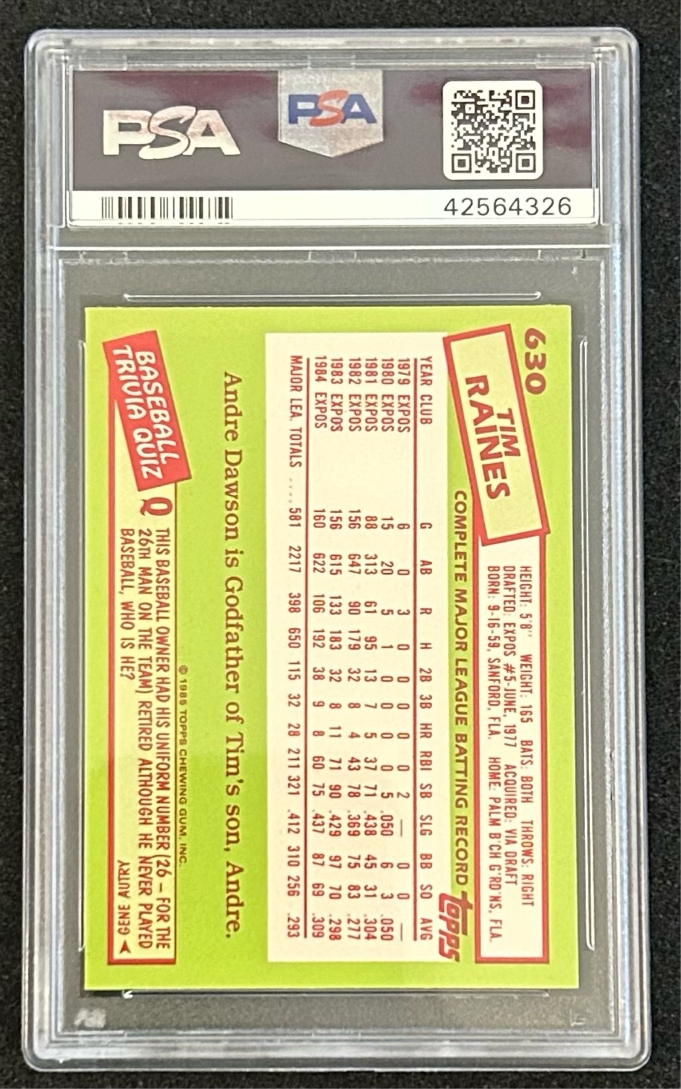 PSA
PSA
42564326
630
TIM
RAINES
HEIGHT: 5'8" WEIGHT: 165 BATS: BOTH THROWS: RIGHT
DRAFTED: EXPOS #5-JUNE, 1977 ACQUIRED: VIA DRAFT
BORN: 9-16-59, SANFORD, FLA. HOME: PALM B'CH G'RD'NS, FLA.
COMPLETE MAJOR LEAGUE BATTING RECORD topps
YEAR CLUB G AB R H 2B 3B HR RBI SB SLG BB SO AVG
1979 EXPOS 6 0 3 0 0 0 0 0 2 — 0 0 —
1980 EXPOS 15 20 5 1 0 0 0 0 5 .050 6 3 .050
1981 EXPOS 88 313 61 95 13 7 5 37 71 .438 45 31 .304
1982 EXPOS 156 647 90 179 32 8 4 43 78 .369 75 83 .277
1983 EXPOS 156 615 133 183 32 8 11 71 90 .429 97 70 .298
1984 EXPOS 160 622 106 192 38 9 8 60 75 .437 87 69 .309
MAJOR LEA. TOTALS .... 581 2217 398 650 115 32 28 211 321 .412 310 256 .293
Andre Dawson is Godfather of Tim's son, Andre.
© 1985 TOPPS CHEWING GUM, INC.
BASEBALL
TRIVIA QUIZ
Q THIS BASEBALL OWNER HAD HIS UNIFORM NUMBER (26 – FOR THE
26TH MAN ON THE TEAM) RETIRED ALTHOUGH HE NEVER PLAYED
BASEBALL, WHO IS HE?
GENE AUTRY